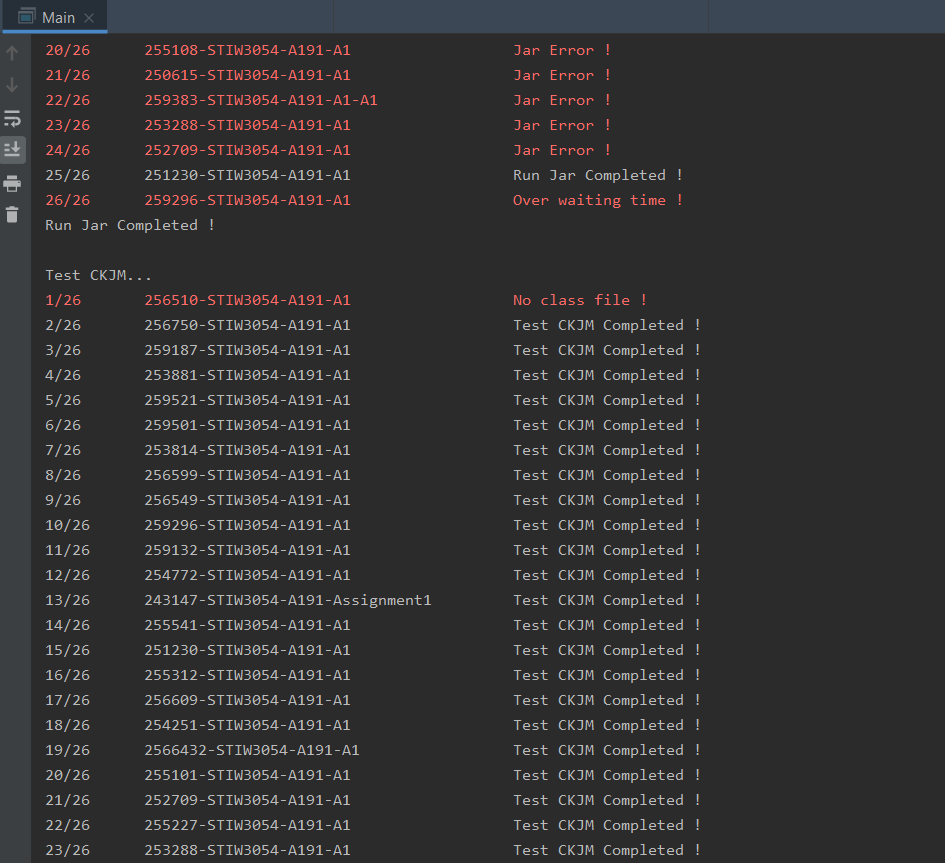 Main
20/26 255108-STIW3054-A191-A1 Jar Error !
21/26 250615-STIW3054-A191-A1 Jar Error !
22/26 259383-STIW3054-A191-A1-A1 Jar Error !
23/26 253288-STIW3054-A191-A1 Jar Error !
24/26 252709-STIW3054-A191-A1 Jar Error !
25/26 251230-STIW3054-A191-A1 Run Jar Completed !
26/26 259296-STIW3054-A191-A1 Over waiting time !
Run Jar Completed !
Test CKJM...
1/26 256510-STIW3054-A191-A1 No class file !
2/26 256750-STIW3054-A191-A1 Test CKJM Completed !
3/26 259187-STIW3054-A191-A1 Test CKJM Completed !
4/26 253881-STIW3054-A191-A1 Test CKJM Completed !
5/26 259521-STIW3054-A191-A1 Test CKJM Completed !
6/26 259501-STIW3054-A191-A1 Test CKJM Completed !
7/26 253814-STIW3054-A191-A1 Test CKJM Completed !
8/26 256599-STIW3054-A191-A1 Test CKJM Completed !
9/26 256549-STIW3054-A191-A1 Test CKJM Completed !
10/26 259296-STIW3054-A191-A1 Test CKJM Completed !
11/26 259132-STIW3054-A191-A1 Test CKJM Completed !
12/26 254772-STIW3054-A191-A1 Test CKJM Completed !
13/26 243147-STIW3054-A191-Assignment1 Test CKJM Completed !
14/26 255541-STIW3054-A191-A1 Test CKJM Completed !
15/26 251230-STIW3054-A191-A1 Test CKJM Completed !
16/26 255312-STIW3054-A191-A1 Test CKJM Completed !
17/26 256609-STIW3054-A191-A1 Test CKJM Completed !
18/26 254251-STIW3054-A191-A1 Test CKJM Completed !
19/26 2566432-STIW3054-A191-A1 Test CKJM Completed !
20/26 255101-STIW3054-A191-A1 Test CKJM Completed !
21/26 252709-STIW3054-A191-A1 Test CKJM Completed !
22/26 255227-STIW3054-A191-A1 Test CKJM Completed !
23/26 253288-STIW3054-A191-A1 Test CKJM Completed !